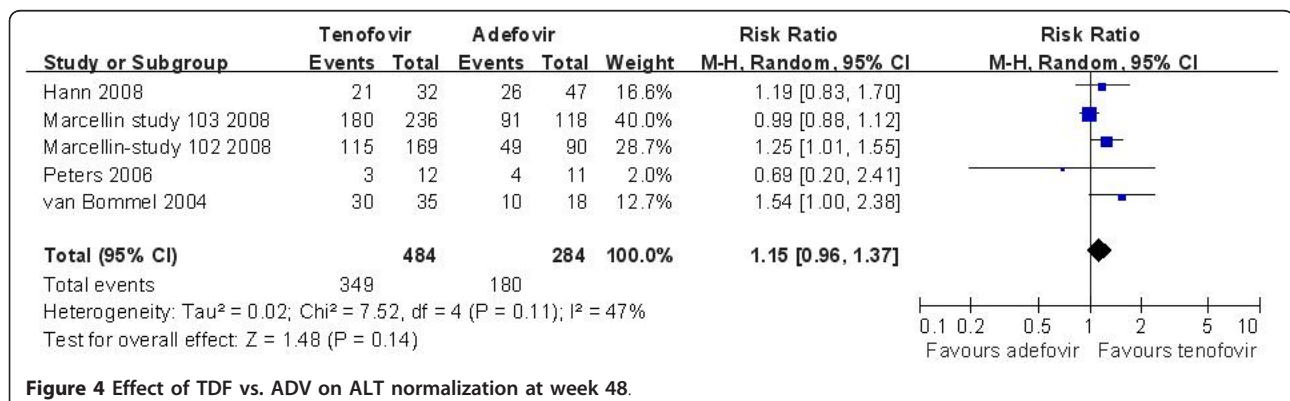 Tenofovir Adefovir Risk Ratio Risk Ratio
Study or Subgroup Events Total Events Total Weight M-H, Random, 95% CI M-H, Random, 95% CI
Hann 2008 21 32 26 47 16.6% 1.19 [0.83, 1.70]
Marcellin study 103 2008 180 236 91 118 40.0% 0.99 [0.88, 1.12]
Marcellin-study 102 2008 115 169 49 90 28.7% 1.25 [1.01, 1.55]
Peters 2006 3 12 4 11 2.0% 0.69 [0.20, 2.41]
van Bommel 2004 30 35 10 18 12.7% 1.54 [1.00, 2.38]
Total (95% CI) 484 284 100.0% 1.15 [0.96, 1.37]
Total events 349 180
Heterogeneity: Tau² = 0.02; Chi² = 7.52, df = 4 (P = 0.11); I² = 47%
Test for overall effect: Z = 1.48 (P = 0.14)
0.1 0.2 0.5 1 2 5 10
Favours adefovir Favours tenofovir
Figure 4 Effect of TDF vs. ADV on ALT normalization at week 48.